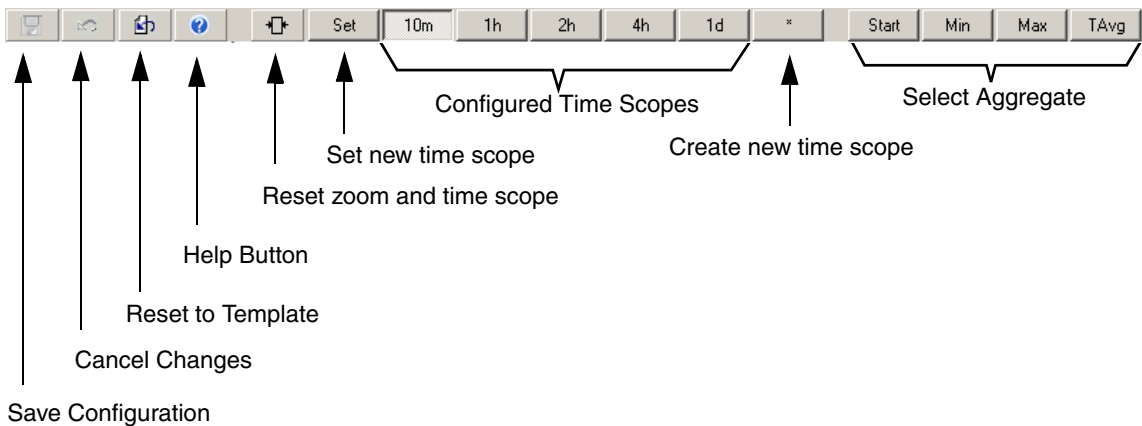 Set 10m 1h 2h 4h 1d * Start Min Max TAvg
Configured Time Scopes
Select Aggregate
Set new time scope
Create new time scope
Reset zoom and time scope
Help Button
Reset to Template
Cancel Changes
Save Configuration